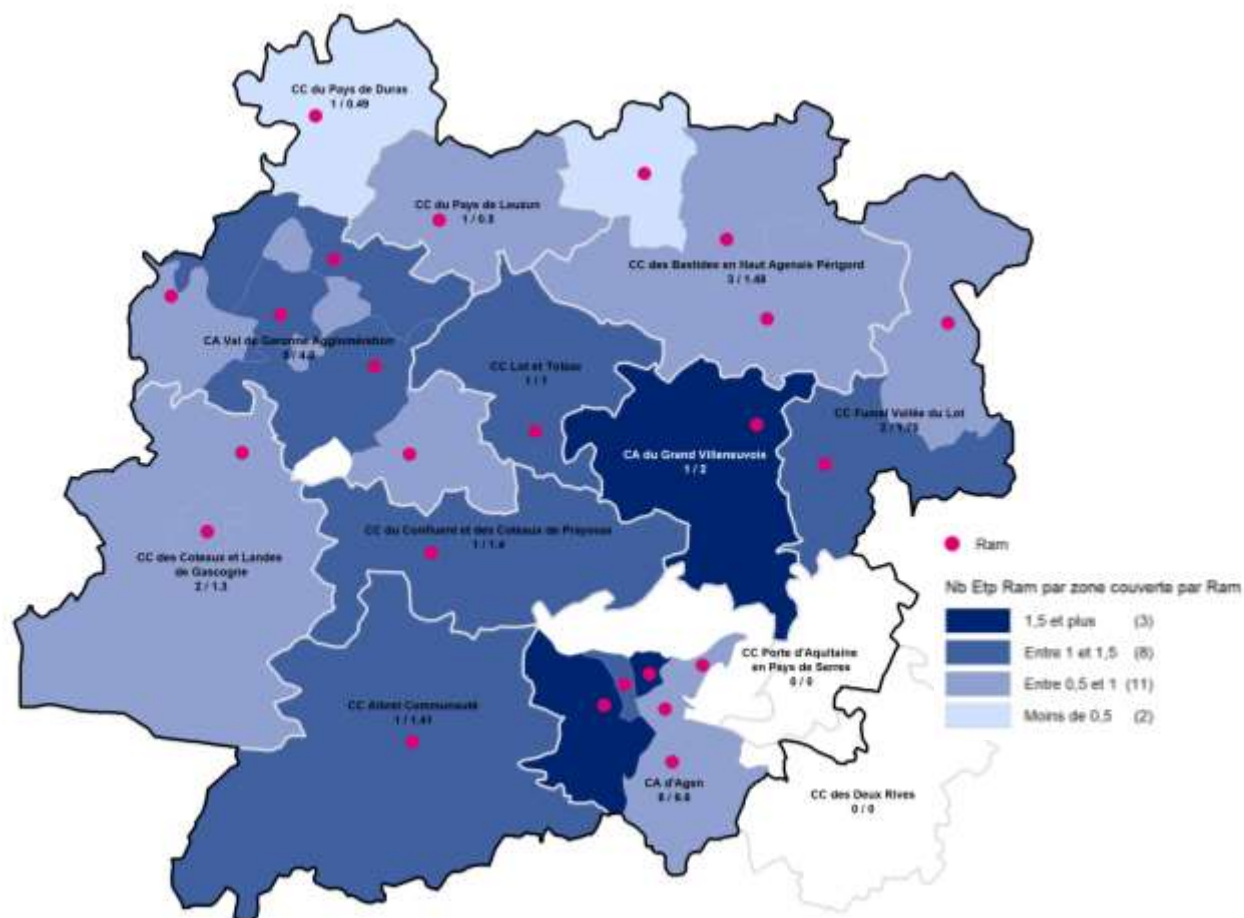 CC du Pays de Duras
1 / 0.49
CC du Pays de Lauzun
1 / 0.8
CC des Bastides en Haut Agenais Périgord
3 / 1.48
CA Val de Garonne Agglomération
CC Lot et Tolzac
1 / 1
CC Fumel Vallée du Lot
2 / 1.73
CA du Grand Villeneuvois
1 / 2
CC du Confluent et des Coteaux de Prayssas
1 / 1.4
CC des Coteaux et Landes
de Gascogne
2 / 1.3
CC Porte d'Aquitaine
en Pays de Serres
0 / 0
CC Albret Communauté
1 / 1.41
CA d'Agen
CC des Deux Rives
0 / 0
Ram
Nb Etp Ram par zone couverte par Ram
1,5 et plus (3)
Entre 1 et 1,5 (8)
Entre 0,5 et 1 (11)
Moins de 0,5 (2)